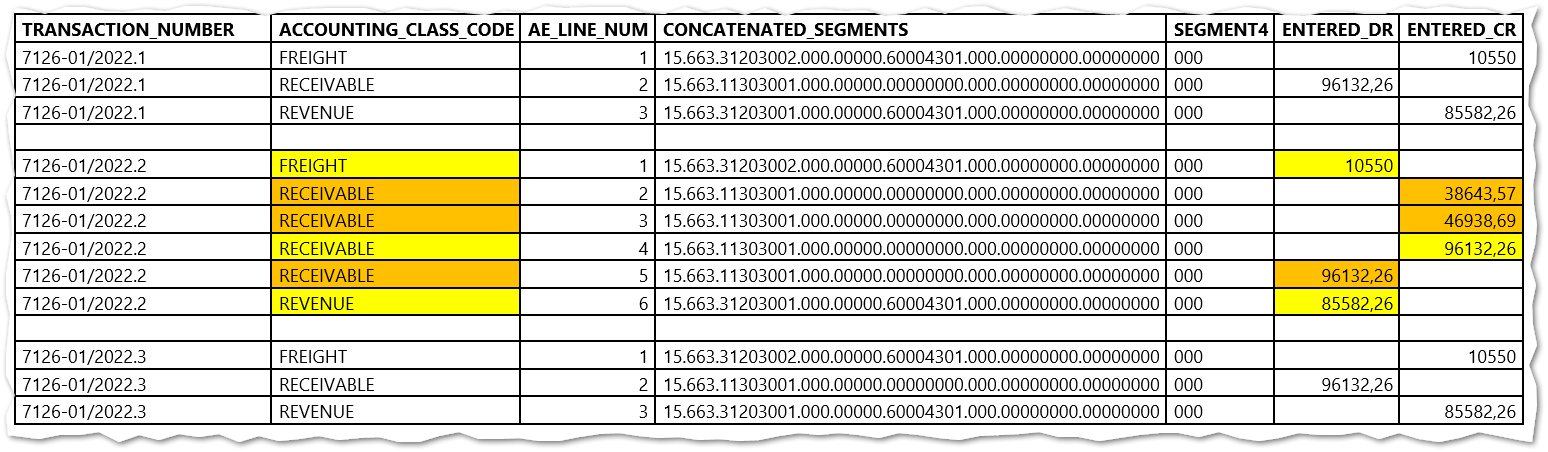 TRANSACTION_NUMBER ACCOUNTING_CLASS_CODE AE_LINE_NUM CONCATENATED_SEGMENTS SEGMENT4 ENTERED_DR ENTERED_CR
7126-01/2022.1 FREIGHT 1 15.663.31203002.000.00000.60004301.000.00000000.00000000 000 10550
7126-01/2022.1 RECEIVABLE 2 15.663.11303001.000.00000.00000000.000.00000000.00000000 000 96132,26
7126-01/2022.1 REVENUE 3 15.663.31203001.000.00000.60004301.000.00000000.00000000 000 85582,26
7126-01/2022.2 FREIGHT 1 15.663.31203002.000.00000.60004301.000.00000000.00000000 000 10550
7126-01/2022.2 RECEIVABLE 2 15.663.11303001.000.00000.00000000.000.00000000.00000000 000 38643,57
7126-01/2022.2 RECEIVABLE 3 15.663.11303001.000.00000.00000000.000.00000000.00000000 000 46938,69
7126-01/2022.2 RECEIVABLE 4 15.663.11303001.000.00000.00000000.000.00000000.00000000 000 96132,26
7126-01/2022.2 RECEIVABLE 5 15.663.11303001.000.00000.00000000.000.00000000.00000000 000 96132,26
7126-01/2022.2 REVENUE 6 15.663.31203001.000.00000.60004301.000.00000000.00000000 000 85582,26
7126-01/2022.3 FREIGHT 1 15.663.31203002.000.00000.60004301.000.00000000.00000000 000 10550
7126-01/2022.3 RECEIVABLE 2 15.663.11303001.000.00000.00000000.000.00000000.00000000 000 96132,26
7126-01/2022.3 REVENUE 3 15.663.31203001.000.00000.60004301.000.00000000.00000000 000 85582,26